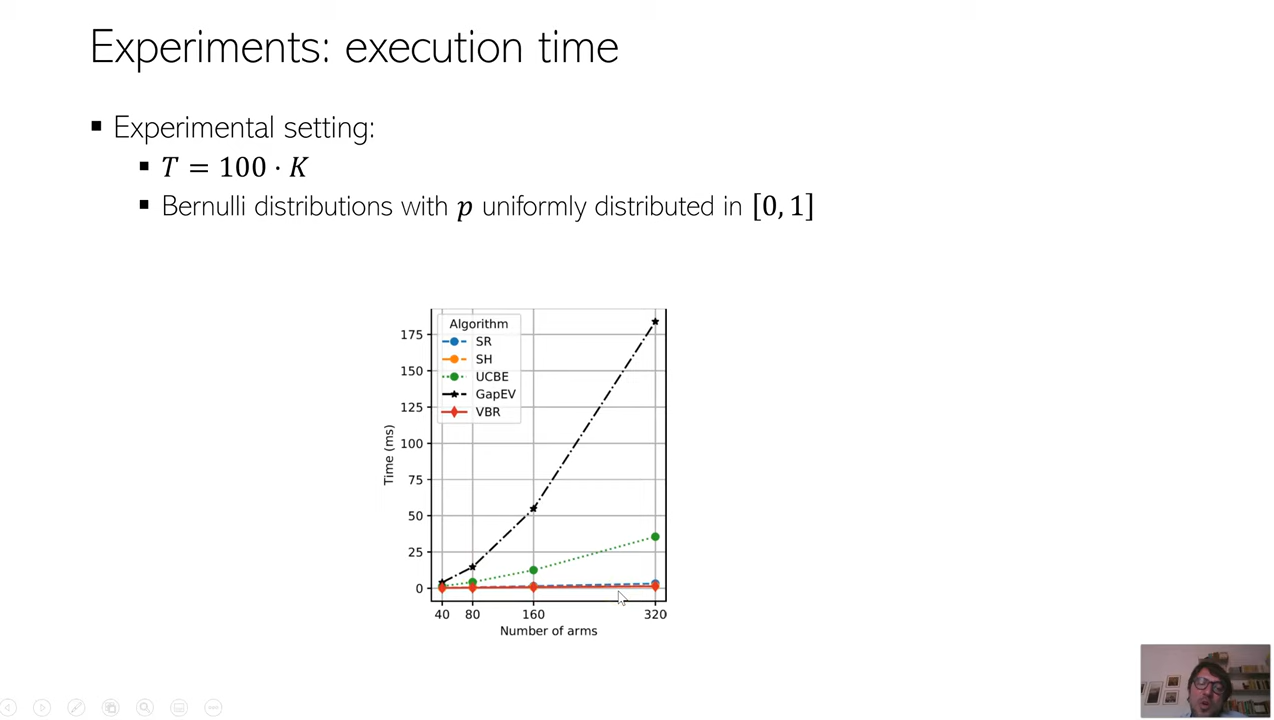 Experiments: execution time
▪ Experimental setting:
▪ T = 100 · K
▪ Bernulli distributions with p uniformly distributed in [0, 1]
Algorithm
SR
SH
UCBE
GapEV
VBR
175
150
125
100
75
50
25
0
Time (ms)
40 80 160 320
Number of arms